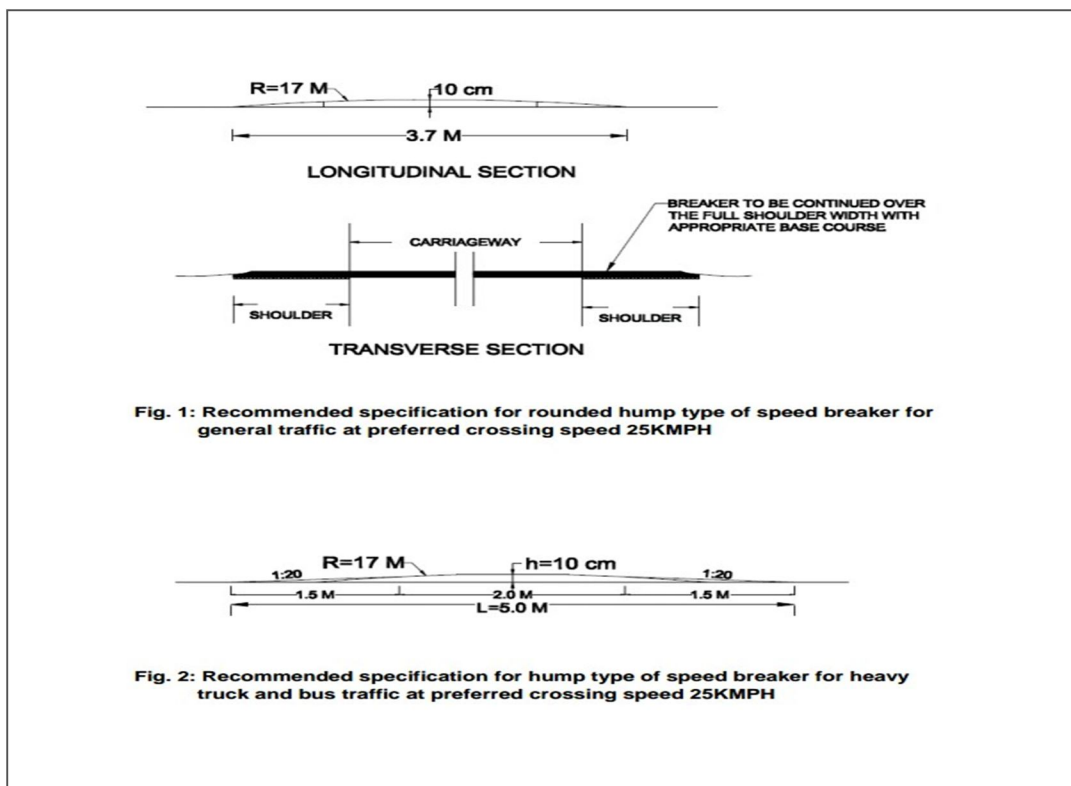 R=17 M
10 cm
3.7 M
LONGITUDINAL SECTION
BREAKER TO BE CONTINUED OVER
THE FULL SHOULDER WIDTH WITH
APPROPRIATE BASE COURSE
CARRIAGEWAY
SHOULDER
SHOULDER
TRANSVERSE SECTION
Fig. 1: Recommended specification for rounded hump type of speed breaker for
general traffic at preferred crossing speed 25KMPH
R=17 M
h=10 cm
1:20
1:20
1.5 M
2.0 M
1.5 M
L=5.0 M
Fig. 2: Recommended specification for hump type of speed breaker for heavy
truck and bus traffic at preferred crossing speed 25KMPH